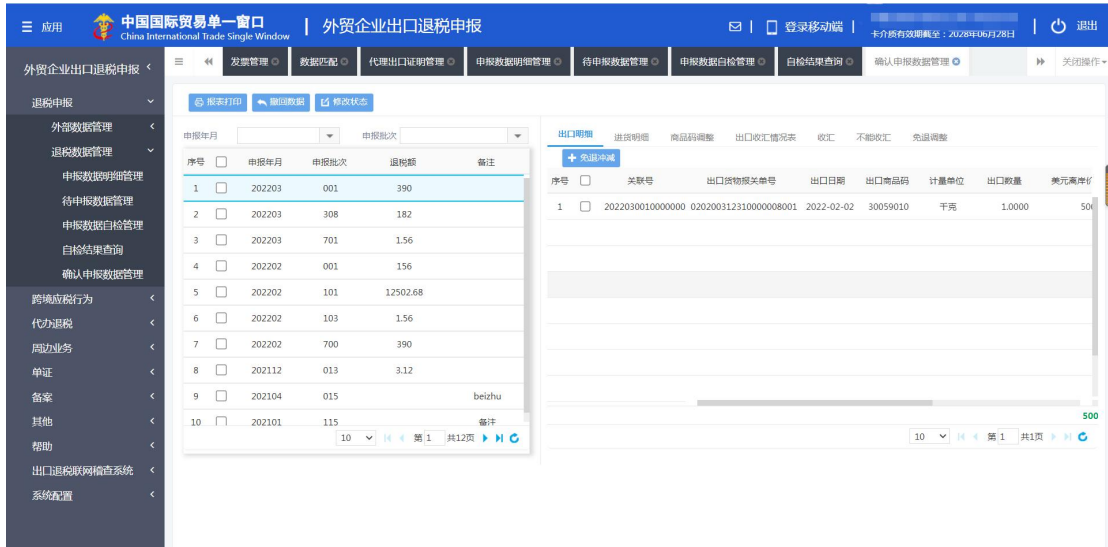 应用 中国国际贸易单一窗口 China International Trade Single Window | 外贸企业出口退税申报 | 登录移动端 | 卡介质有效期截至:2028年06月28日 | 退出
外贸企业出口退税申报
发票管理 数据匹配 代理出口证明管理 申报数据明细管理 待申报数据管理 申报数据自检管理 自检结果查询 确认申报数据管理 关闭操作
退税申报
外部数据管理
退税数据管理
申报数据明细管理
待申报数据管理
申报数据自检管理
自检结果查询
确认申报数据管理
跨境应税行为
代办退税
周边业务
单证
备案
其他
帮助
出口退税联网稽查系统
系统配置
报表打印 撤回数据 修改状态
申报年月 申报批次
序号 申报年月 申报批次 退税额 备注
1 202203 001 390
2 202203 308 182
3 202203 701 1.56
4 202202 001 156
5 202202 101 12502.68
6 202202 103 1.56
7 202202 700 390
8 202112 013 3.12
9 202104 015 beizhu
10 202101 115 备注
10 第 1 共12页
出口明细 进货明细 商品码调整 出口收汇情况表 收汇 不能收汇 免退调整
免退冲减
序号 关联号 出口货物报关单号 出口日期 出口商品码 计量单位 出口数量 美元离岸价
1 2022030010000000 020200312310000008001 2022-02-02 30059010 千克 1.0000 500
500
10 第 1 共1页